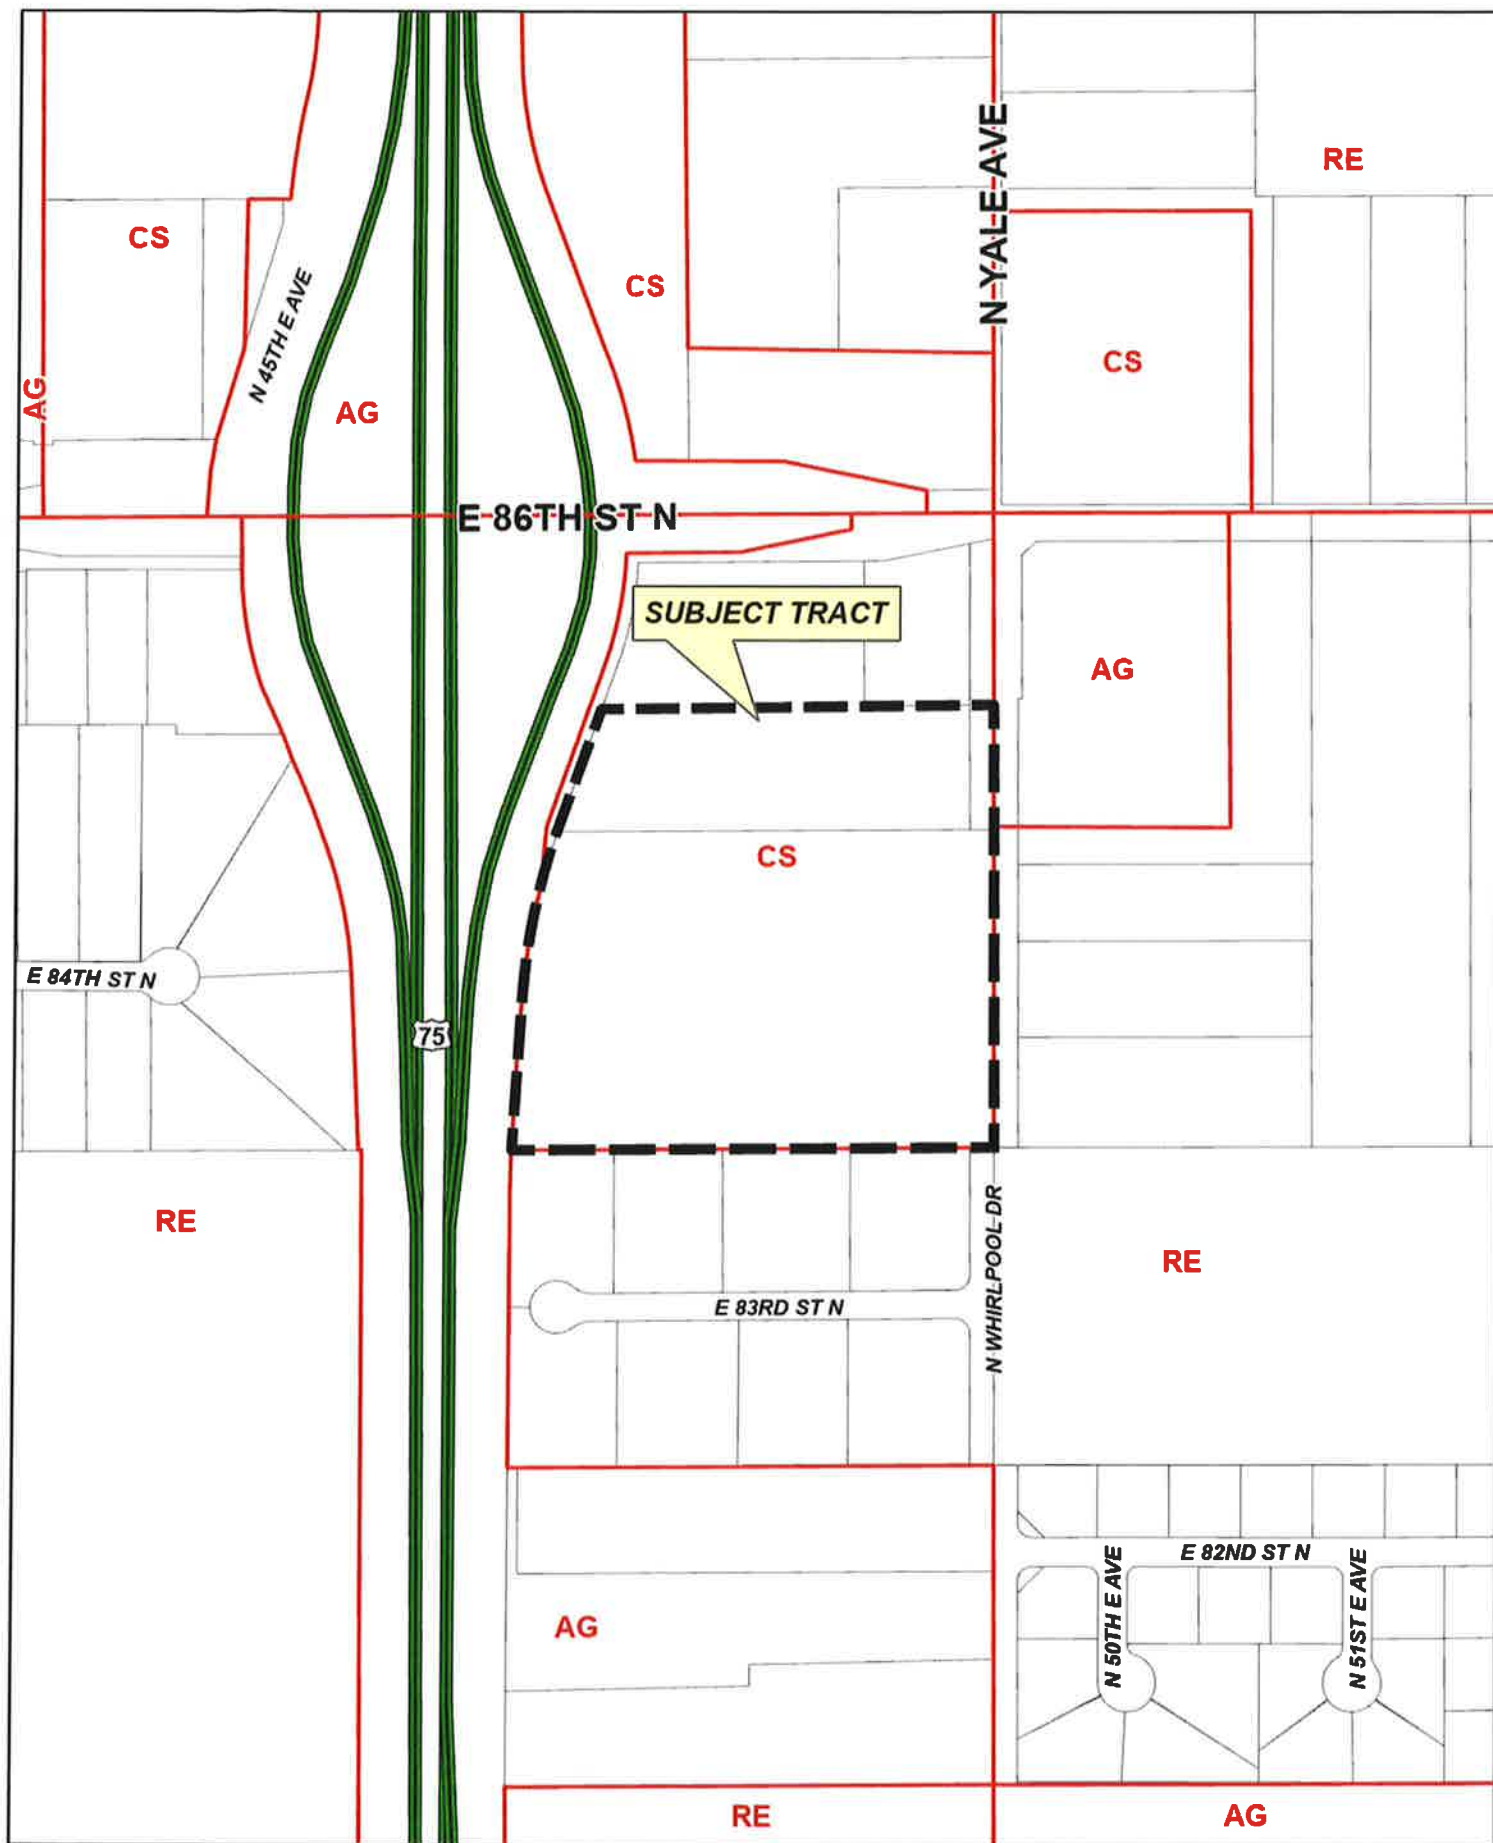 N YALE AVE
RE
CS
N 45TH E AVE
CS
CS
AG
AG
E 86TH ST N
SUBJECT TRACT
AG
CS
E 84TH ST N
75
N WHIRLPOOL DR
RE
RE
E 83RD ST N
E 82ND ST N
N 50TH E AVE
N 51ST E AVE
AG
RE
AG